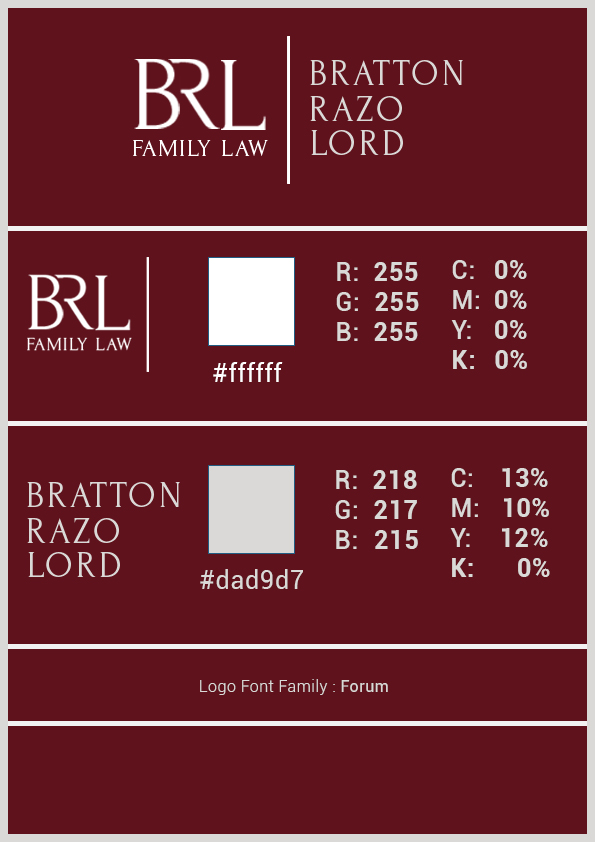 BRL
FAMILY LAW
BRATTON
RAZO
LORD
BRL
FAMILY LAW
#ffffff
R: 255
G: 255
B: 255
C: 0%
M: 0%
Y: 0%
K: 0%
BRATTON
RAZO
LORD
#dad9d7
R: 218
G: 217
B: 215
C: 13%
M: 10%
Y: 12%
K: 0%
Logo Font Family : Forum